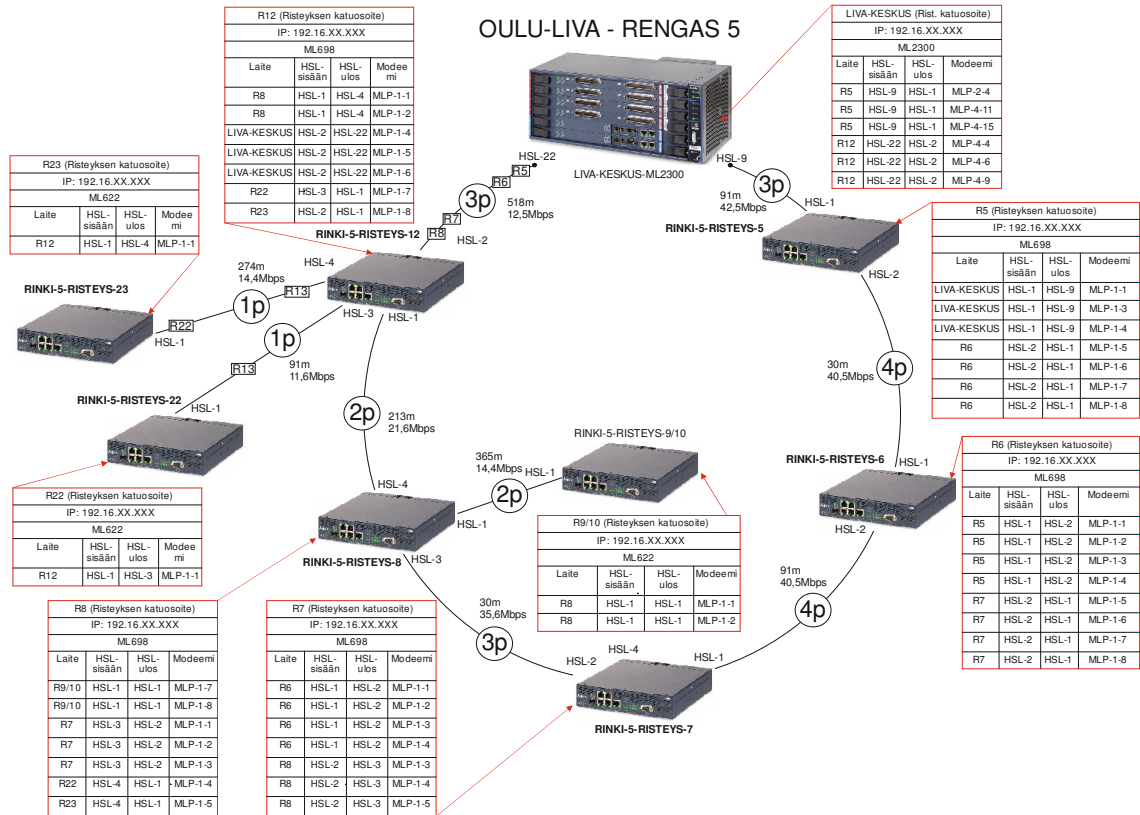 OULU-LIVA - RENGAS 5
R12 (Risteyksen katuosoite)
IP: 192.16.XX.XXX
ML698
Laite HSL-sisään HSL-ulos Modeemi
R8 HSL-1 HSL-4 MLP-1-1
R8 HSL-1 HSL-4 MLP-1-2
LIVA-KESKUS HSL-2 HSL-22 MLP-1-4
LIVA-KESKUS HSL-2 HSL-22 MLP-1-5
LIVA-KESKUS HSL-2 HSL-22 MLP-1-6
R22 HSL-3 HSL-1 MLP-1-7
R23 HSL-2 HSL-1 MLP-1-8
LIVA-KESKUS (Rist. katuosoite)
IP: 192.16.XX.XXX
ML2300
Laite HSL-sisään HSL-ulos Modeemi
R5 HSL-9 HSL-1 MLP-2-4
R5 HSL-9 HSL-1 MLP-4-11
R5 HSL-9 HSL-1 MLP-4-15
R12 HSL-22 HSL-2 MLP-4-4
R12 HSL-22 HSL-2 MLP-4-6
R12 HSL-22 HSL-2 MLP-4-9
R23 (Risteyksen katuosoite)
IP: 192.16.XX.XXX
ML622
Laite HSL-sisään HSL-ulos Modeemi
R12 HSL-1 HSL-4 MLP-1-1
HSL-22
R5
R6
3p
518m
12,5Mbps
R7
R8
HSL-2
LIVA-KESKUS-ML2300
HSL-9
3p
91m
42,5Mbps
HSL-1
RINKI-5-RISTEYS-5
HSL-2
R5 (Risteyksen katuosoite)
IP: 192.16.XX.XXX
ML698
Laite HSL-sisään HSL-ulos Modeemi
LIVA-KESKUS HSL-1 HSL-9 MLP-1-1
LIVA-KESKUS HSL-1 HSL-9 MLP-1-3
LIVA-KESKUS HSL-1 HSL-9 MLP-1-4
R6 HSL-2 HSL-1 MLP-1-5
R6 HSL-2 HSL-1 MLP-1-6
R6 HSL-2 HSL-1 MLP-1-7
R6 HSL-2 HSL-1 MLP-1-8
RINKI-5-RISTEYS-12
HSL-4
274m
14,4Mbps
R13
1p
R22
RINKI-5-RISTEYS-23
HSL-1
HSL-3
HSL-1
1p
91m
11,6Mbps
R13
RINKI-5-RISTEYS-22
HSL-1
2p
213m
21,6Mbps
30m
40,5Mbps
4p
R22 (Risteyksen katuosoite)
IP: 192.16.XX.XXX
ML622
Laite HSL-sisään HSL-ulos Modeemi
R12 HSL-1 HSL-3 MLP-1-1
HSL-4
HSL-1
HSL-3
RINKI-5-RISTEYS-8
365m
14,4Mbps
2p
HSL-1
RINKI-5-RISTEYS-9/10
R9/10 (Risteyksen katuosoite)
IP: 192.16.XX.XXX
ML622
Laite HSL-sisään HSL-ulos Modeemi
R8 HSL-1 HSL-1 MLP-1-1
R8 HSL-1 HSL-1 MLP-1-2
RINKI-5-RISTEYS-6
HSL-1
HSL-2
R6 (Risteyksen katuosoite)
IP: 192.16.XX.XXX
ML698
Laite HSL-sisään HSL-ulos Modeemi
R5 HSL-1 HSL-2 MLP-1-1
R5 HSL-1 HSL-2 MLP-1-2
R5 HSL-1 HSL-2 MLP-1-3
R5 HSL-1 HSL-2 MLP-1-4
R7 HSL-2 HSL-1 MLP-1-5
R7 HSL-2 HSL-1 MLP-1-6
R7 HSL-2 HSL-1 MLP-1-7
R7 HSL-2 HSL-1 MLP-1-8
91m
40,5Mbps
4p
30m
35,6Mbps
3p
R8 (Risteyksen katuosoite)
IP: 192.16.XX.XXX
ML698
Laite HSL-sisään HSL-ulos Modeemi
R9/10 HSL-1 HSL-1 MLP-1-7
R9/10 HSL-1 HSL-1 MLP-1-8
R7 HSL-3 HSL-2 MLP-1-1
R7 HSL-3 HSL-2 MLP-1-2
R7 HSL-3 HSL-2 MLP-1-3
R22 HSL-4 HSL-1 MLP-1-4
R23 HSL-4 HSL-1 MLP-1-5
R7 (Risteyksen katuosoite)
IP: 192.16.XX.XXX
ML698
Laite HSL-sisään HSL-ulos Modeemi
R6 HSL-1 HSL-2 MLP-1-1
R6 HSL-1 HSL-2 MLP-1-2
R6 HSL-1 HSL-2 MLP-1-3
R6 HSL-1 HSL-2 MLP-1-4
R8 HSL-2 HSL-3 MLP-1-3
R8 HSL-2 HSL-3 MLP-1-4
R8 HSL-2 HSL-3 MLP-1-5
HSL-2
HSL-4
HSL-1
RINKI-5-RISTEYS-7